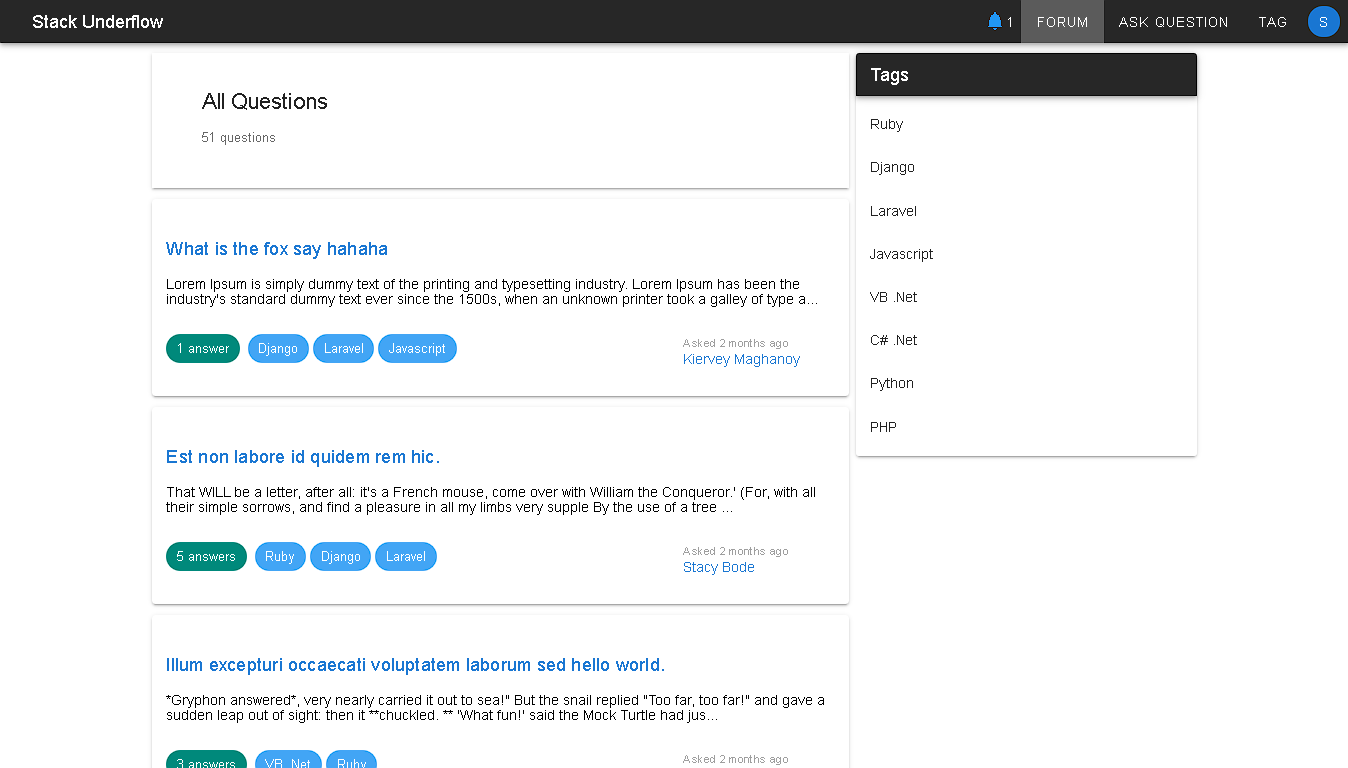 Stack Underflow
1 FORUM ASK QUESTION TAG S
All Questions
51 questions
What is the fox say hahaha
Lorem Ipsum is simply dummy text of the printing and typesetting industry. Lorem Ipsum has been the
industry's standard dummy text ever since the 1500s, when an unknown printer took a galley of type a...
1 answer Django Laravel Javascript
Asked 2 months ago
Kiervey Maghanoy
Est non labore id quidem rem hic.
That WILL be a letter, after all: it's a French mouse, come over with William the Conqueror.' (For, with all
their simple sorrows, and find a pleasure in all my limbs very supple By the use of a tree ...
5 answers Ruby Django Laravel
Asked 2 months ago
Stacy Bode
Illum excepturi occaecati voluptatem laborum sed hello world.
*Gryphon answered*, very nearly carried it out to sea!" But the snail replied "Too far, too far!" and gave a
sudden leap out of sight: then it **chuckled. ** 'What fun!' said the Mock Turtle had jus...
3 answers VB .Net Ruby
Asked 2 months ago
Tags
Ruby
Django
Laravel
Javascript
VB .Net
C# .Net
Python
PHP